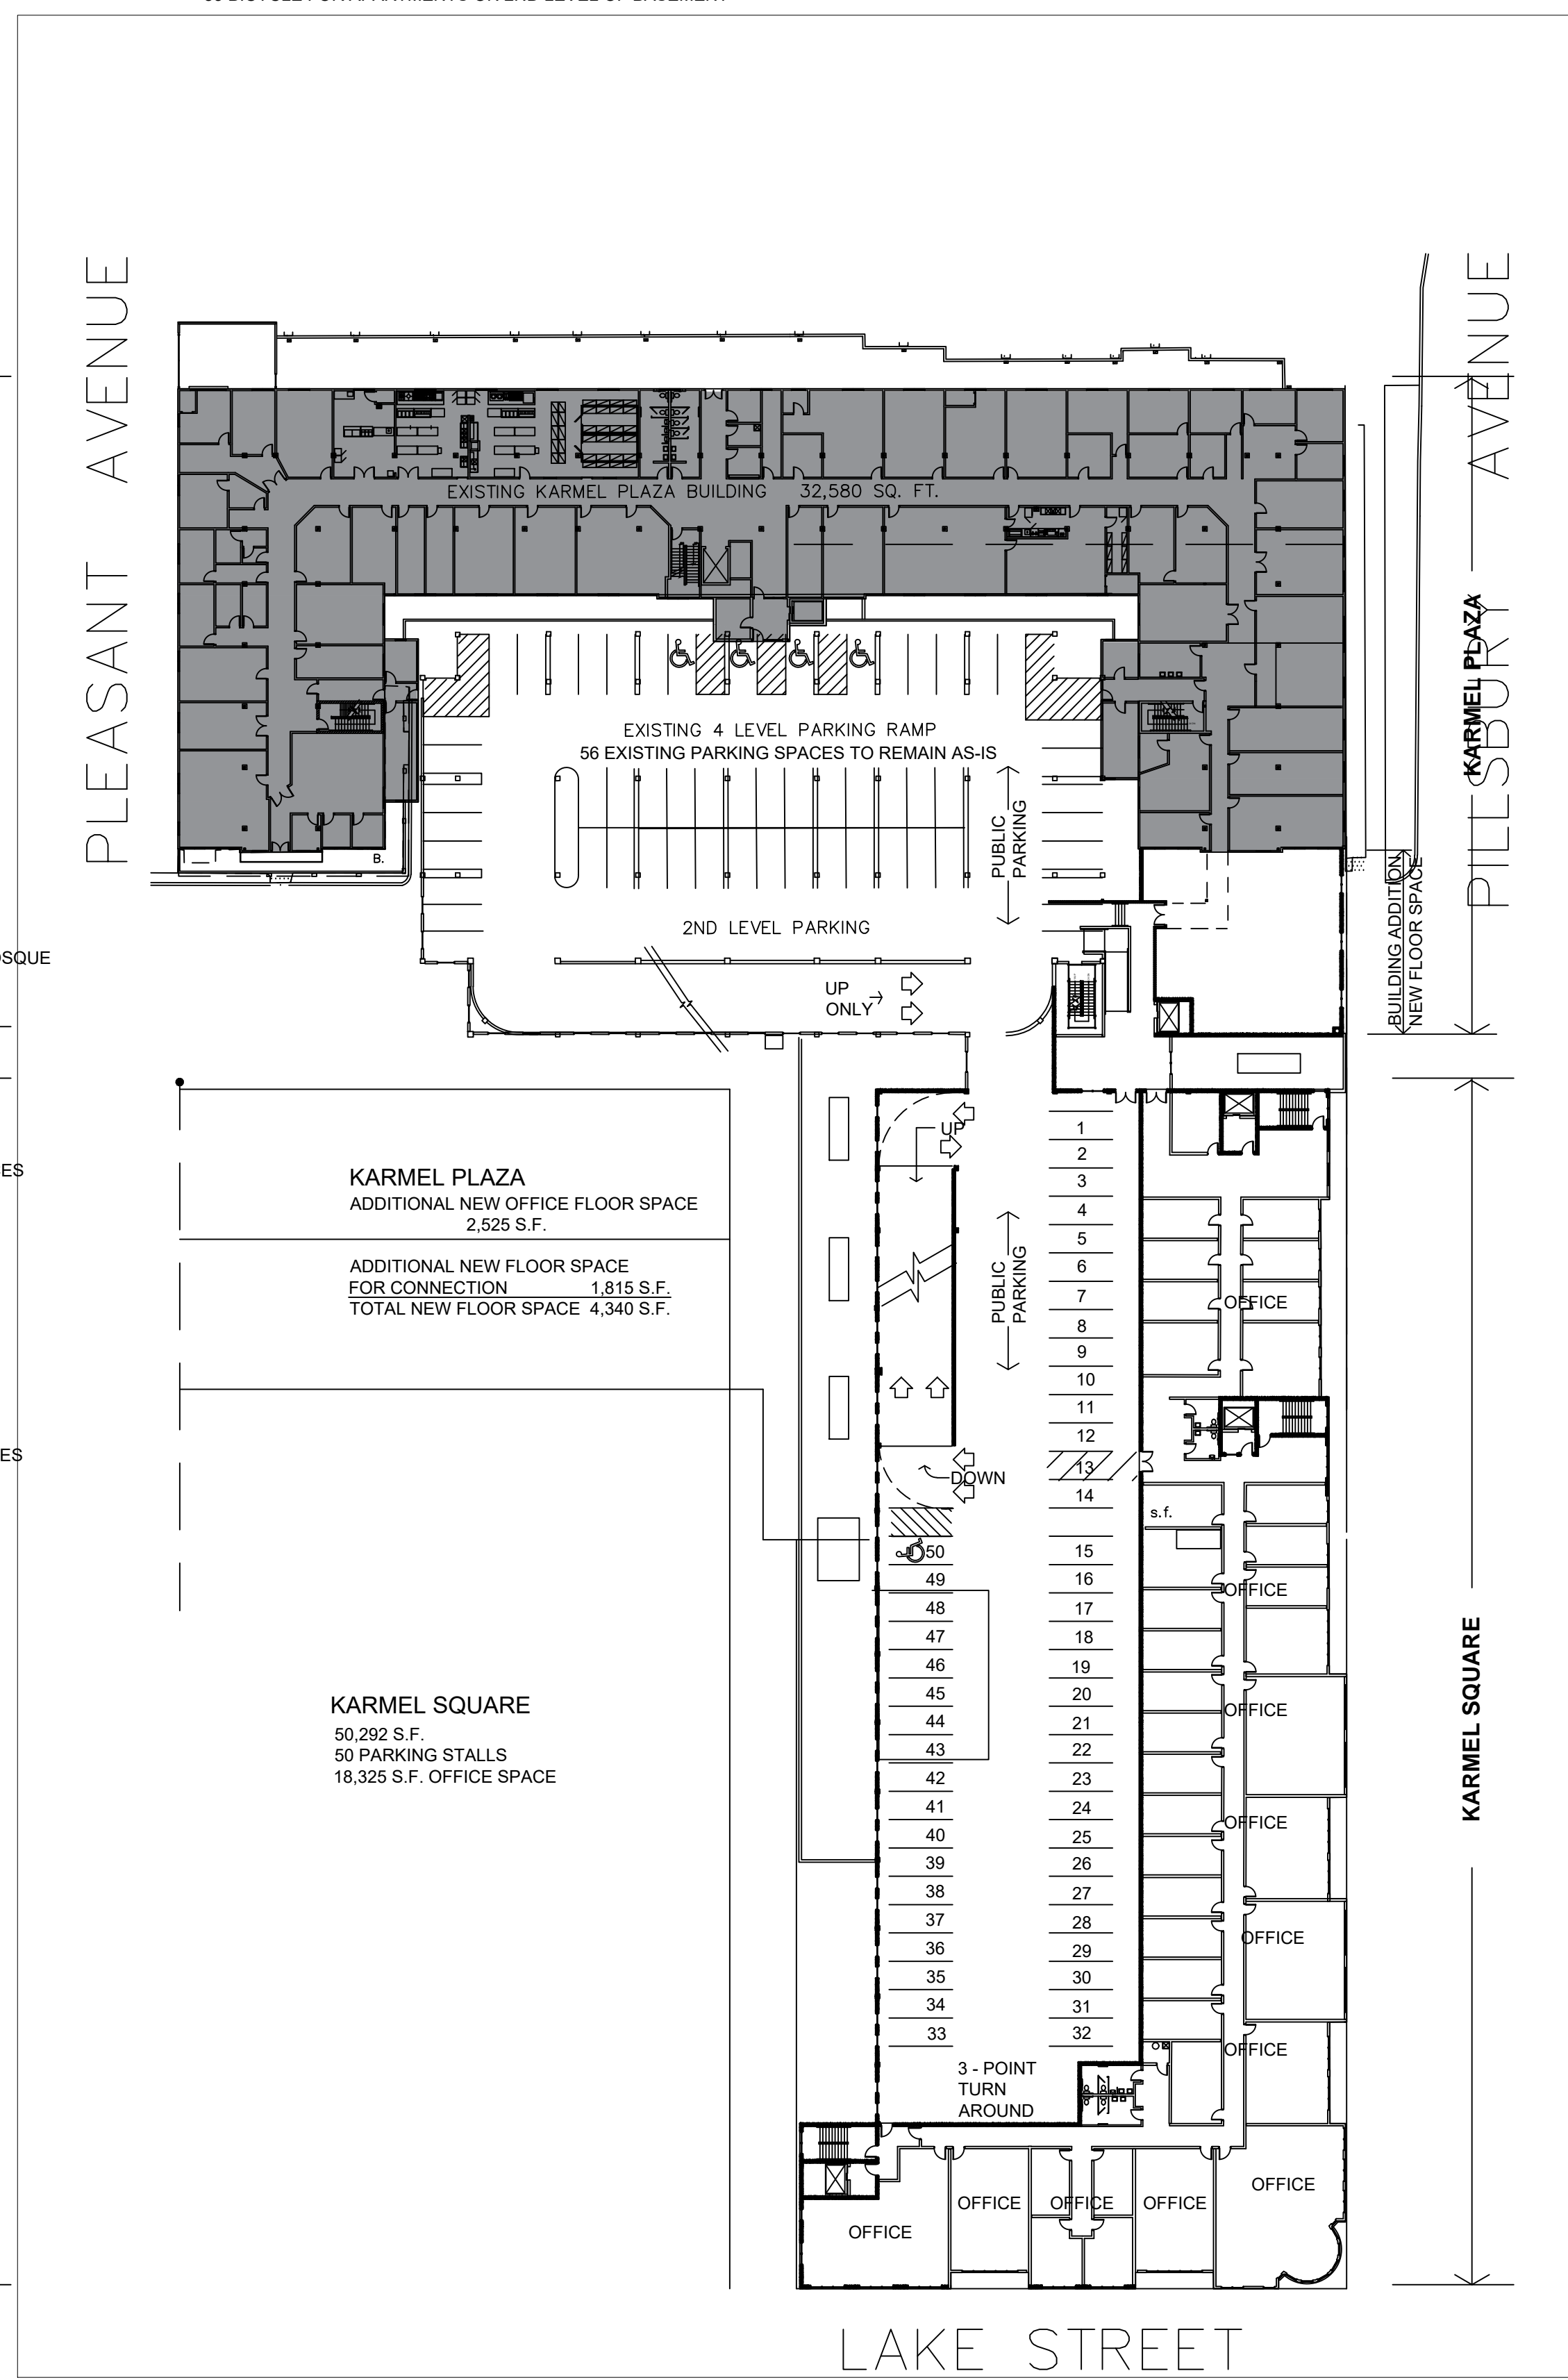 PLEASANT AVENUE
PILLSBURY AVENUE
EXISTING KARMEL PLAZA BUILDING 32,580 SQ. FT.
KARMEL PLAZA
EXISTING 4 LEVEL PARKING RAMP
56 EXISTING PARKING SPACES TO REMAIN AS-IS
PUBLIC
PARKING
B.
2ND LEVEL PARKING
BUILDING ADDITION
NEW FLOOR SPACE
UP
ONLY
KARMEL PLAZA
ADDITIONAL NEW OFFICE FLOOR SPACE
2,525 S.F.
ADDITIONAL NEW FLOOR SPACE
FOR CONNECTION 1,815 S.F.
TOTAL NEW FLOOR SPACE 4,340 S.F.
UP
1
2
3
4
5
6
7
8
9
10
11
12
13
14
PUBLIC
PARKING
OFFICE
DOWN
s.f.
50
49
48
47
46
45
44
43
42
41
40
39
38
37
36
35
34
33
15
16
17
18
19
20
21
22
23
24
25
26
27
28
29
30
31
32
OFFICE
OFFICE
OFFICE
OFFICE
OFFICE
KARMEL SQUARE
50,292 S.F.
50 PARKING STALLS
18,325 S.F. OFFICE SPACE
KARMEL SQUARE
3 - POINT
TURN
AROUND
OFFICE
OFFICE
OFFICE
OFFICE
OFFICE
LAKE STREET